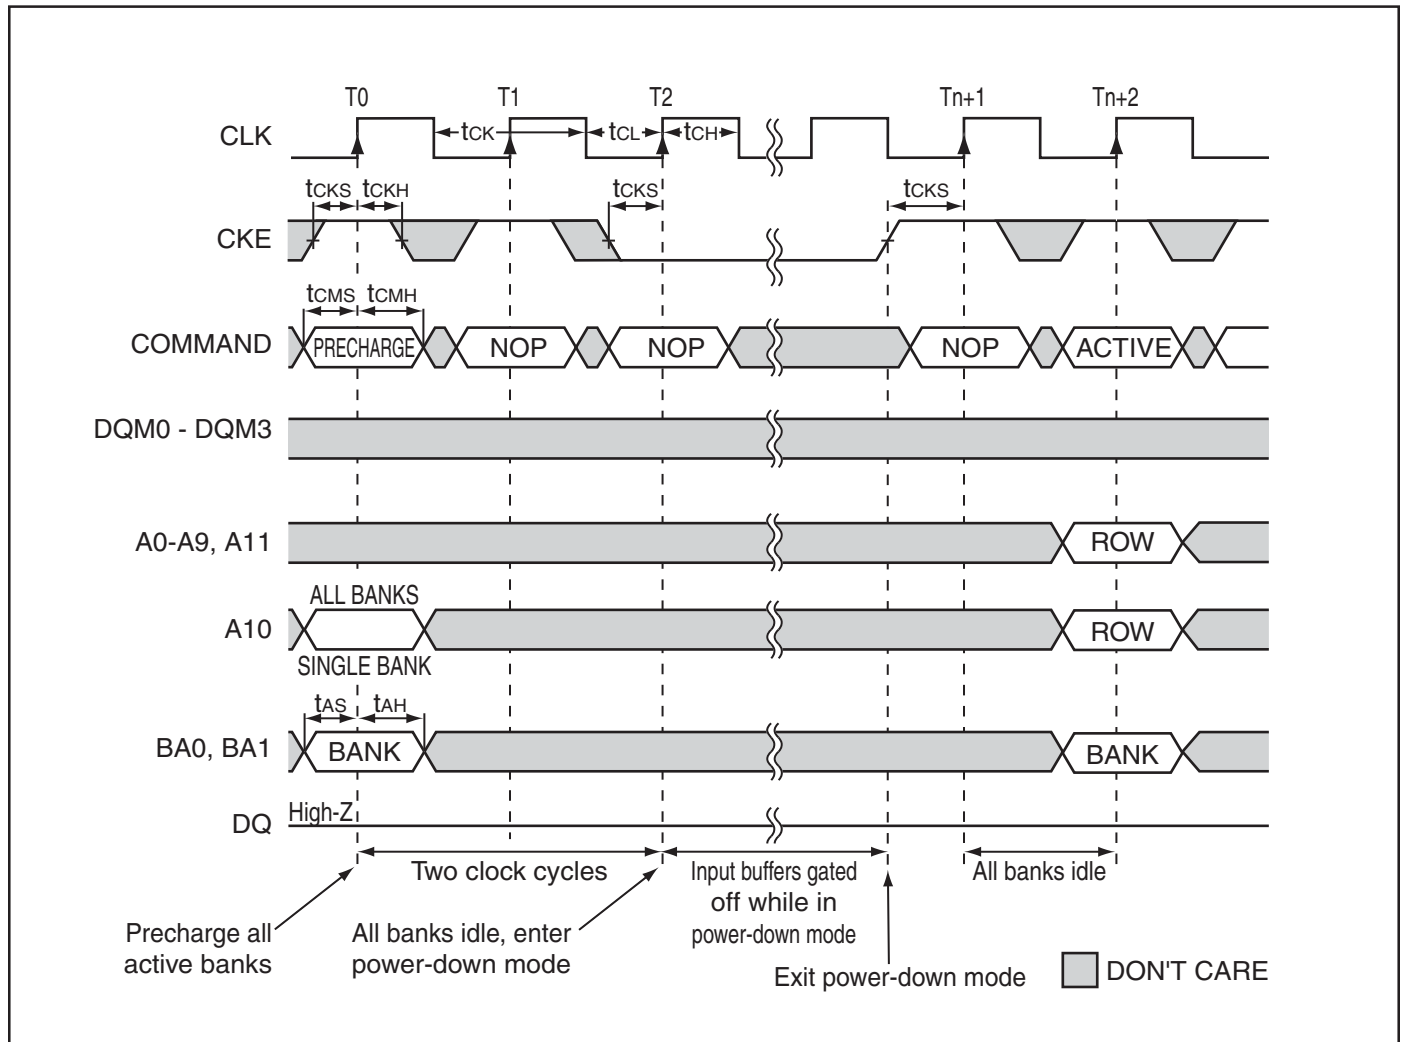 T0 T1 T2 Tn+1 Tn+2
CLK tCK tCL tCH
tCKS tCKH tCKS tCKS
CKE
tCMS tCMH
COMMAND PRECHARGE NOP NOP NOP ACTIVE
DQM0 - DQM3
A0-A9, A11 ROW
ALL BANKS
A10 ROW
SINGLE BANK
tAS tAH
BA0, BA1 BANK BANK
DQ High-Z
Two clock cycles
Input buffers gated
off while in
power-down mode
All banks idle
Precharge all
active banks
All banks idle, enter
power-down mode
Exit power-down mode
DON'T CARE